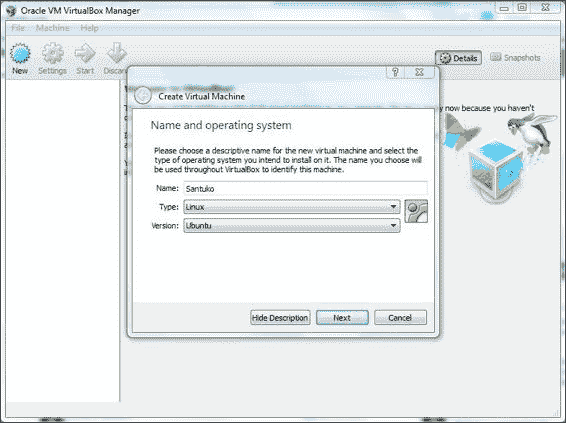 Oracle VM VirtualBox Manager
File Machine Help
New Settings Start Discard
Details Snapshots
y now because you haven't
Create Virtual Machine
Name and operating system
Please choose a descriptive name for the new virtual machine and select the
type of operating system you intend to install on it. The name you choose will
be used throughout VirtualBox to identify this machine.
Name: Santuko
Type: Linux
Version: Ubuntu
Hide Description Next Cancel